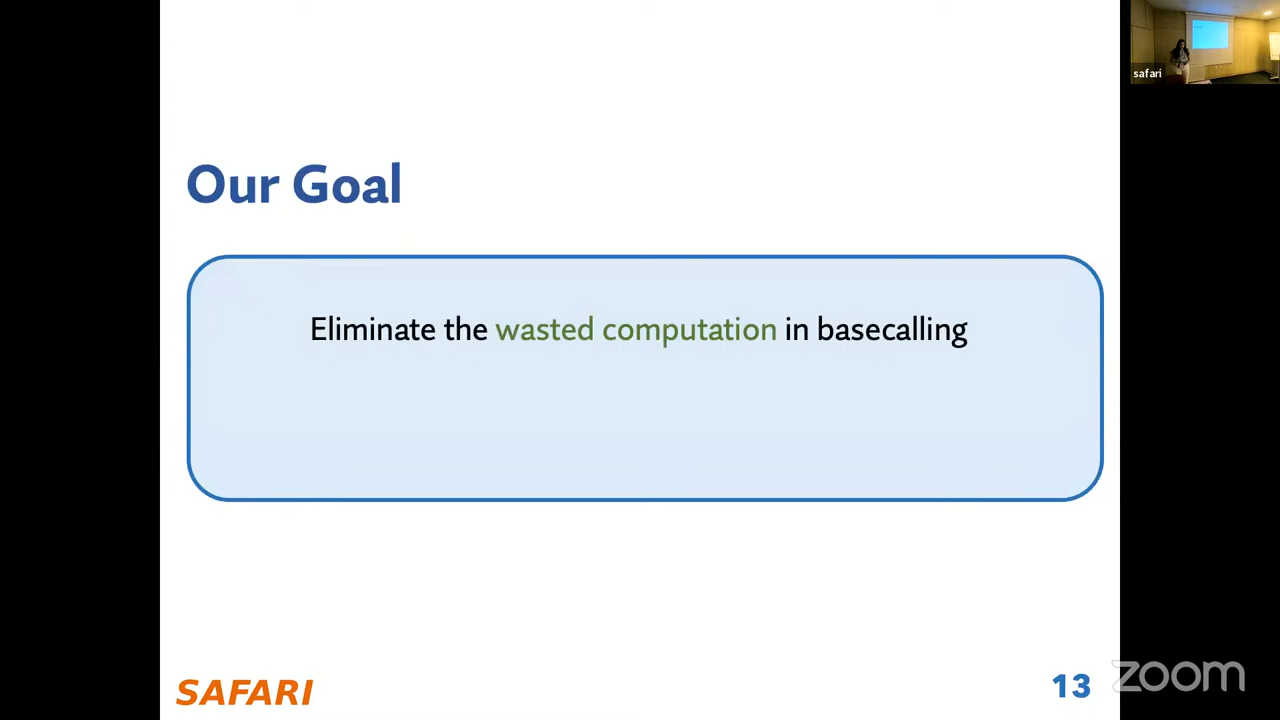 safari
Our Goal
Eliminate the wasted computation in basecalling
SAFARI
13
zoom